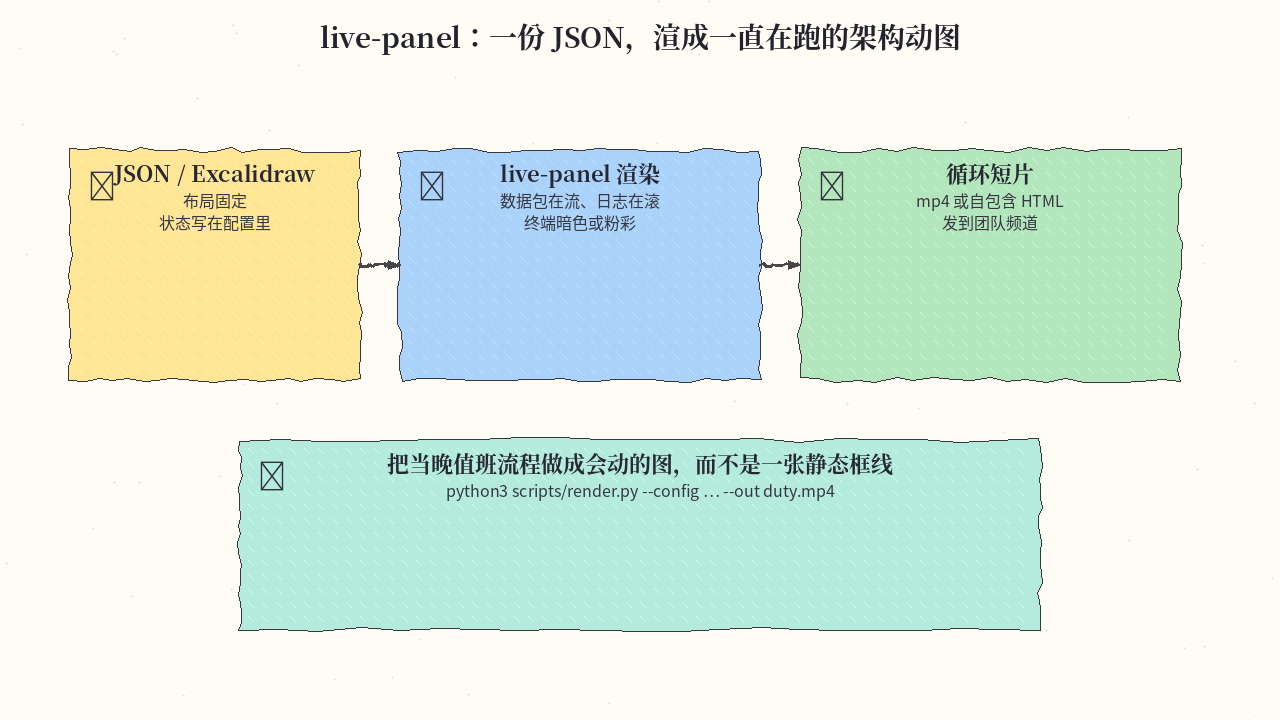 live-panel：一份 JSON，渲成一直在跑的架构动图
JSON / Excalidraw
布局固定
状态写在配置里
live-panel 渲染
数据包在流、日志在滚
终端暗色或粉彩
循环短片
mp4 或自包含 HTML
发到团队频道
把当晚值班流程做成会动的图，而不是一张静态框线
python3 scripts/render.py --config … --out duty.mp4